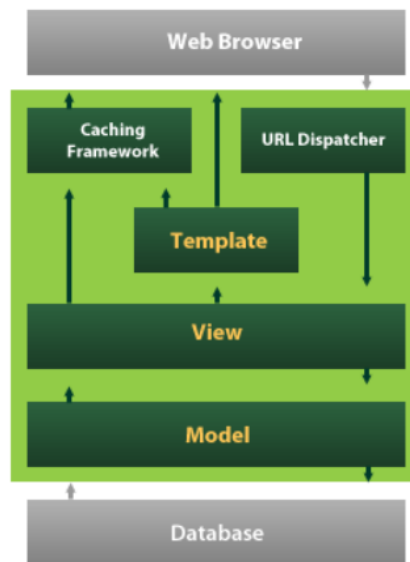 Web Browser
Caching
Framework
URL Dispatcher
Template
View
Model
Database